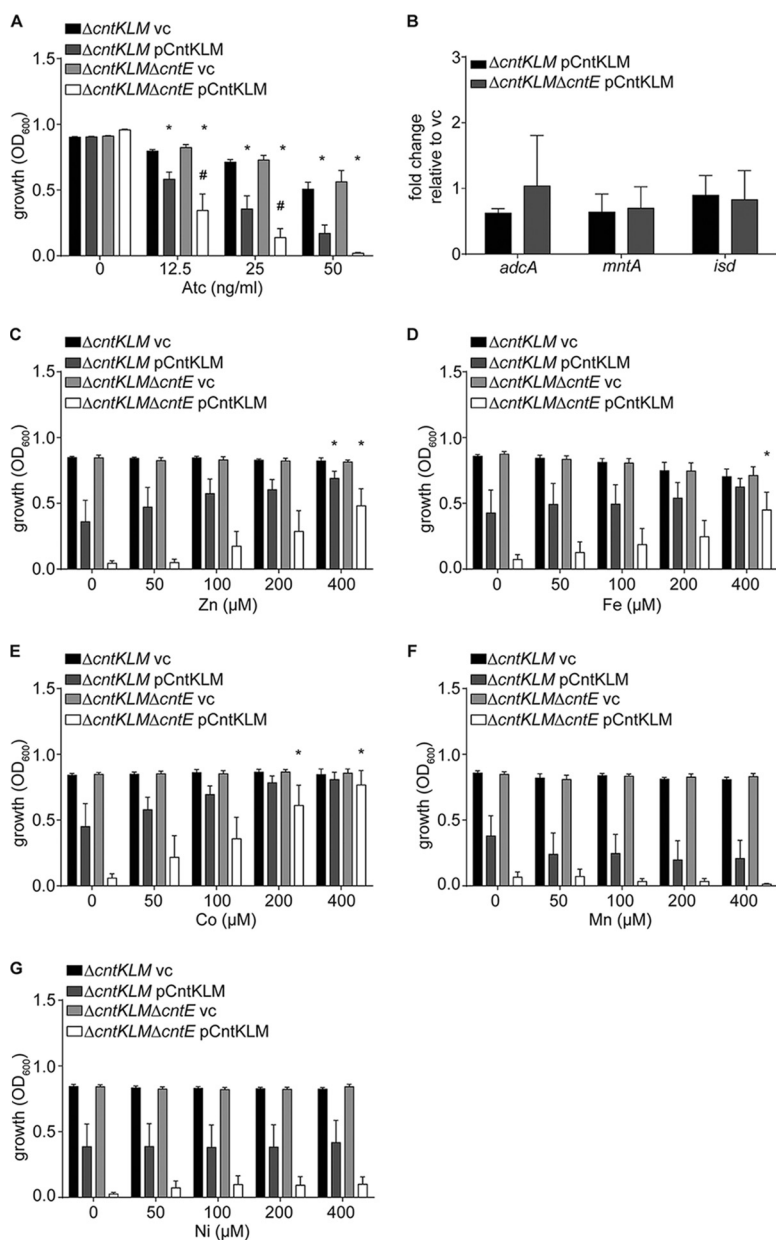 A
ΔcntKLM vc
ΔcntKLM pCntKLM
ΔcntKLMΔcntE vc
ΔcntKLMΔcntE pCntKLM
growth (OD600)
1.5
1.0
0.5
0.0
* * * * * *
# #
0 12.5 25 50
Atc (ng/ml)
B
ΔcntKLM pCntKLM
ΔcntKLMΔcntE pCntKLM
fold change
relative to vc
3
2
1
0
adcA mntA isd
C
ΔcntKLM vc
ΔcntKLM pCntKLM
ΔcntKLMΔcntE vc
ΔcntKLMΔcntE pCntKLM
growth (OD600)
1.5
1.0
0.5
0.0
* *
0 50 100 200 400
Zn (µM)
D
ΔcntKLM vc
ΔcntKLM pCntKLM
ΔcntKLMΔcntE vc
ΔcntKLMΔcntE pCntKLM
growth (OD600)
1.5
1.0
0.5
0.0
*
0 50 100 200 400
Fe (µM)
E
ΔcntKLM vc
ΔcntKLM pCntKLM
ΔcntKLMΔcntE vc
ΔcntKLMΔcntE pCntKLM
growth (OD600)
1.5
1.0
0.5
0.0
* *
0 50 100 200 400
Co (µM)
F
ΔcntKLM vc
ΔcntKLM pCntKLM
ΔcntKLMΔcntE vc
ΔcntKLMΔcntE pCntKLM
growth (OD600)
1.5
1.0
0.5
0.0
0 50 100 200 400
Mn (µM)
G
ΔcntKLM vc
ΔcntKLM pCntKLM
ΔcntKLMΔcntE vc
ΔcntKLMΔcntE pCntKLM
growth (OD600)
1.5
1.0
0.5
0.0
0 50 100 200 400
Ni (µM)